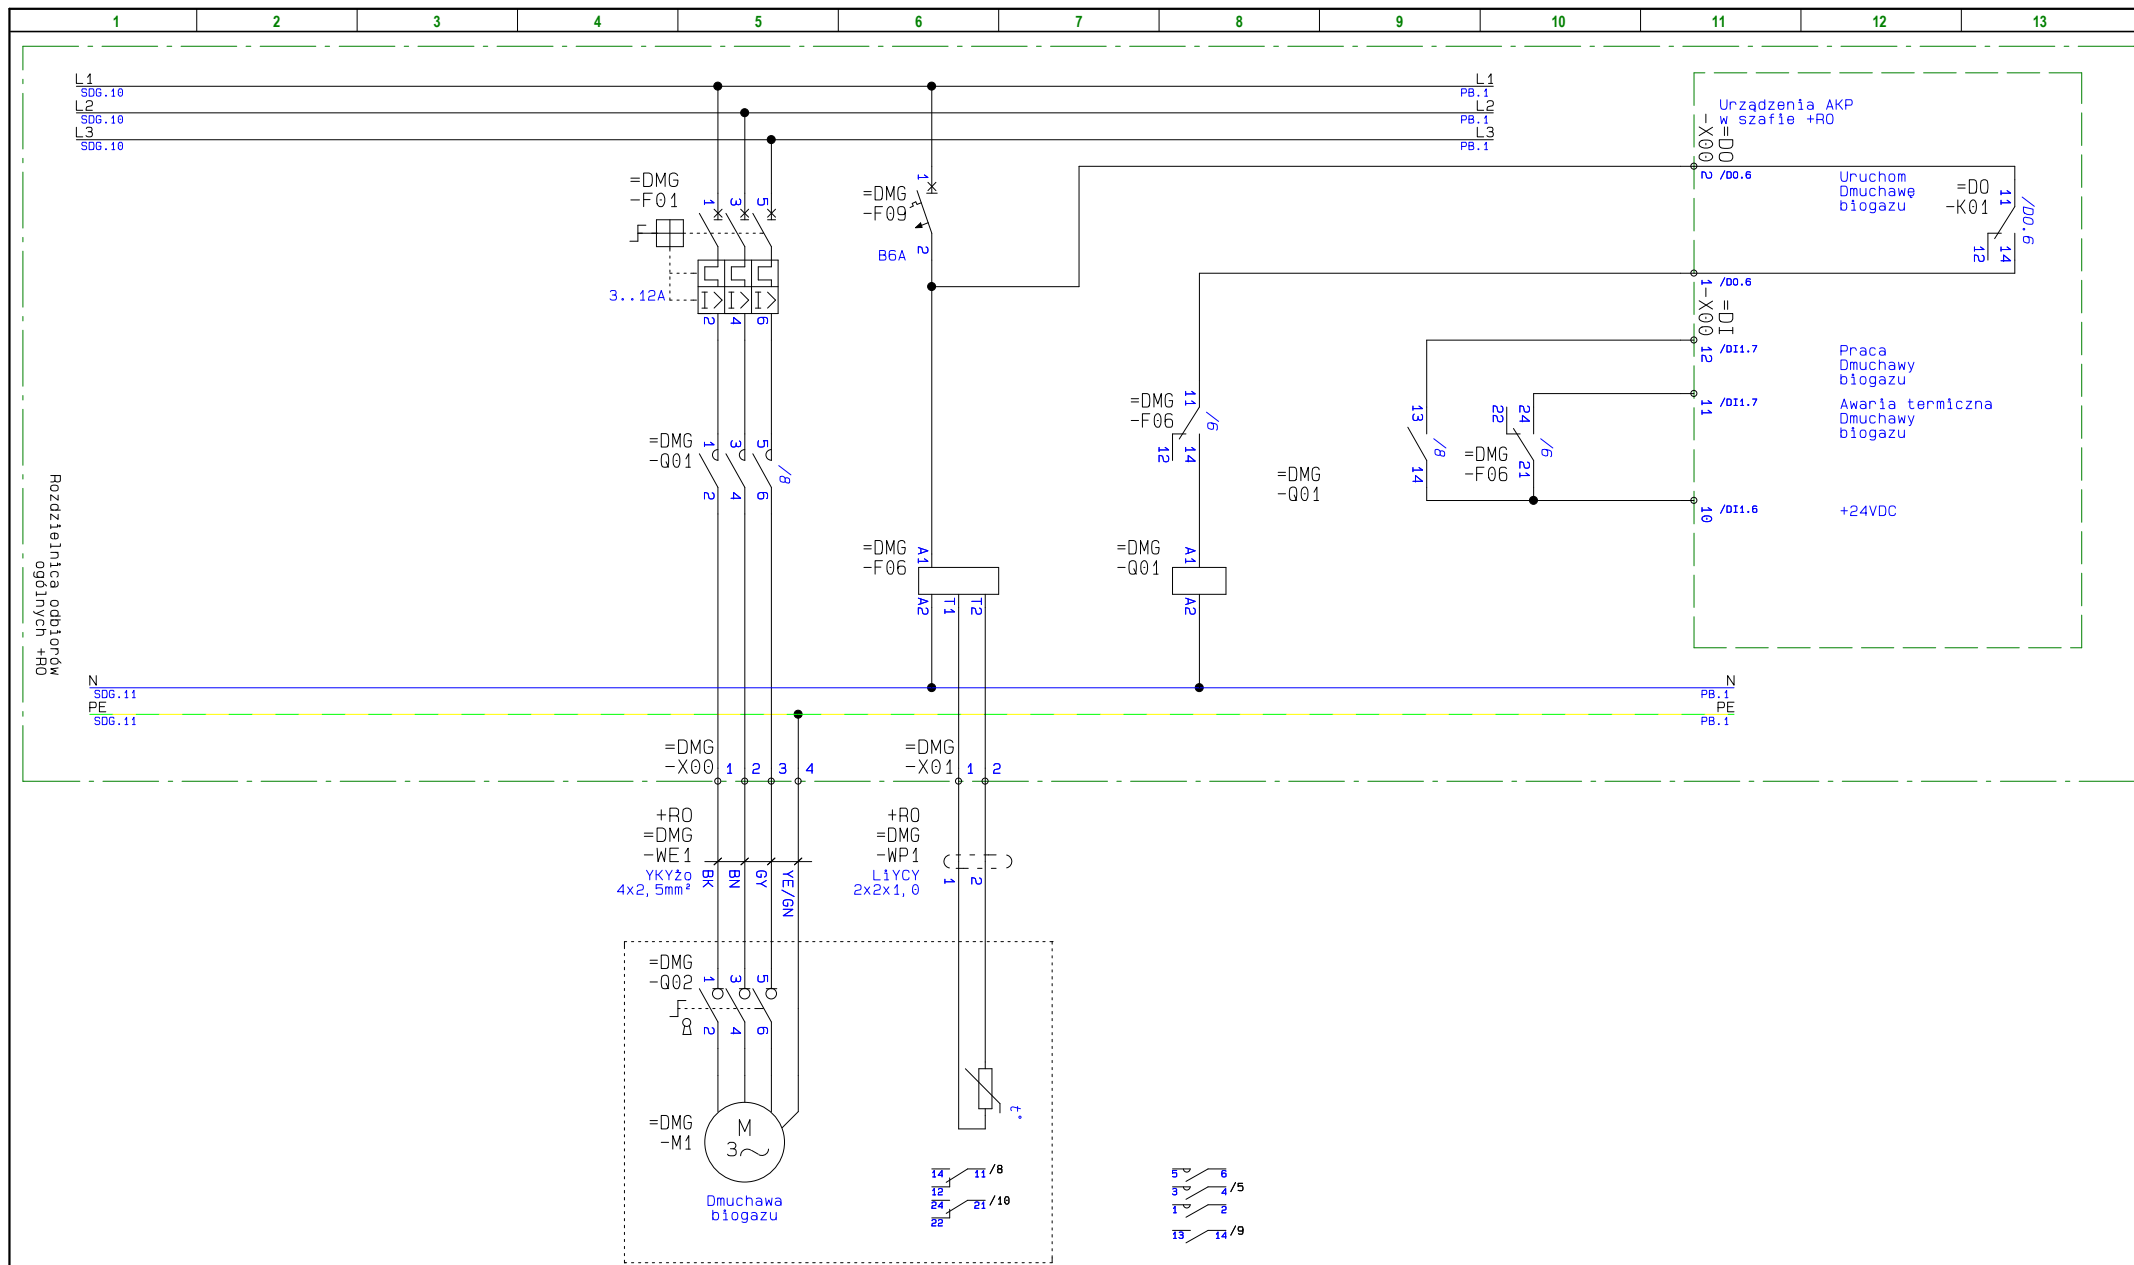 1 2 3 4 5 6 7 8 9 10 11 12 13
L1 L1
SDG.10 PB.1
L2 L2
SDG.10 PB.1
L3 L3
SDG.10 PB.1
Urządzenia AKP
w szafie +RO
=DO
-X00
2 /DO.6
Uruchom
Dmuchawę
biogazu
=DO
-K01
11 /DO.6
12 14
1 /DO.6
=DI
-X00
12 /DI1.7
Praca
Dmuchawy
biogazu
11 /DI1.7
Awaria termiczna
Dmuchawy
biogazu
10 /DI1.6
+24VDC
=DMG
-F01
1 3 5
3..12A
2 4 6
=DMG
-F09
1
2
B6A
=DMG
-Q01
1 3 5
/8
2 4 6
=DMG
-F06
11
/6
12 14
=DMG
-Q01
13
/8
14
22 24
/6
=DMG
-F06
21
=DMG
-F06
A1
A2 T1 T2
=DMG
-Q01
A1
A2
Rozdzielnica odbiorów
ogólnych +RO
N N
SDG.11 PB.1
PE PE
SDG.11 PB.1
=DMG
-X00 1 2 3 4
=DMG
-X01 1 2
+RO
=DMG
-WE1
YKYżo
4x2,5mm²
BK BN GY YE/GN
+RO
=DMG
-WP1
LiYCY
2x2x1,0
1 2
=DMG
-Q02
1 3 5
2 4 6
t°
=DMG
-M1
M
3~
Dmuchawa
biogazu
14 11 /8
12
24 21 /10
22
5 6
3 4 /5
1 2
13 14 /9